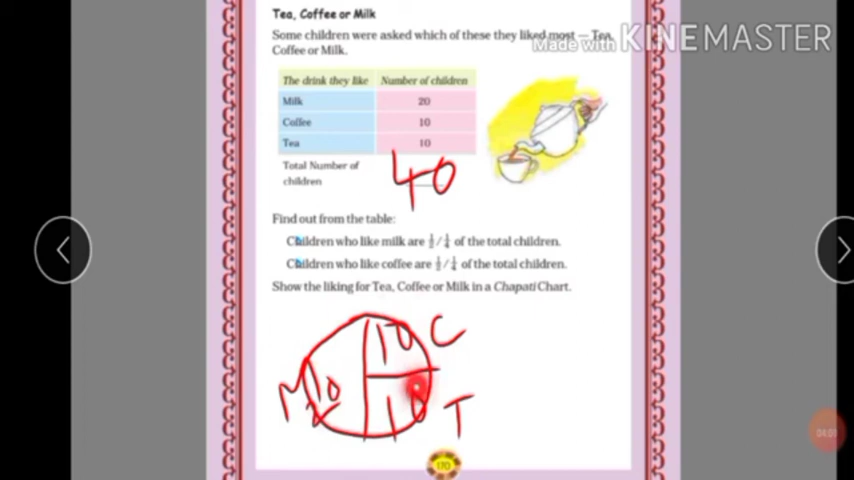 Tea, Coffee or Milk
Some children were asked which of these they liked most – Tea,
Coffee or Milk.
Made with KINEMASTER
The drink they like Number of children
Milk 20
Coffee 10
Tea 10
Total Number of
children
40
Find out from the table:
Children who like milk are 1/2 / 1/4 of the total children.
Children who like coffee are 1/2 / 1/4 of the total children.
Show the liking for Tea, Coffee or Milk in a Chapati Chart.
10 C
M
10 T
170